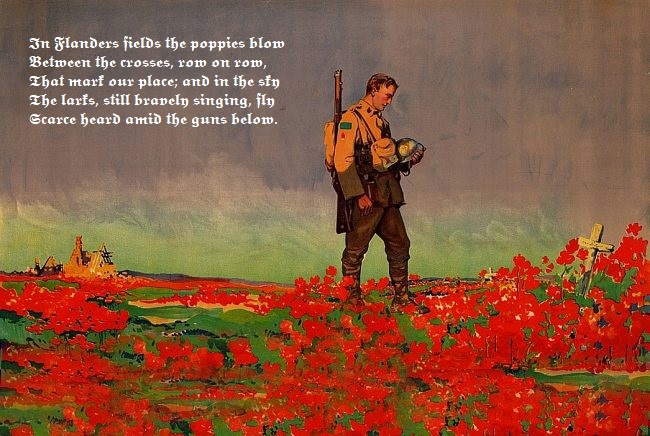 In Flanders fields the poppies blow
Between the crosses, row on row,
That mark our place; and in the sky
The larks, still bravely singing, fly
Scarce heard amid the guns below.